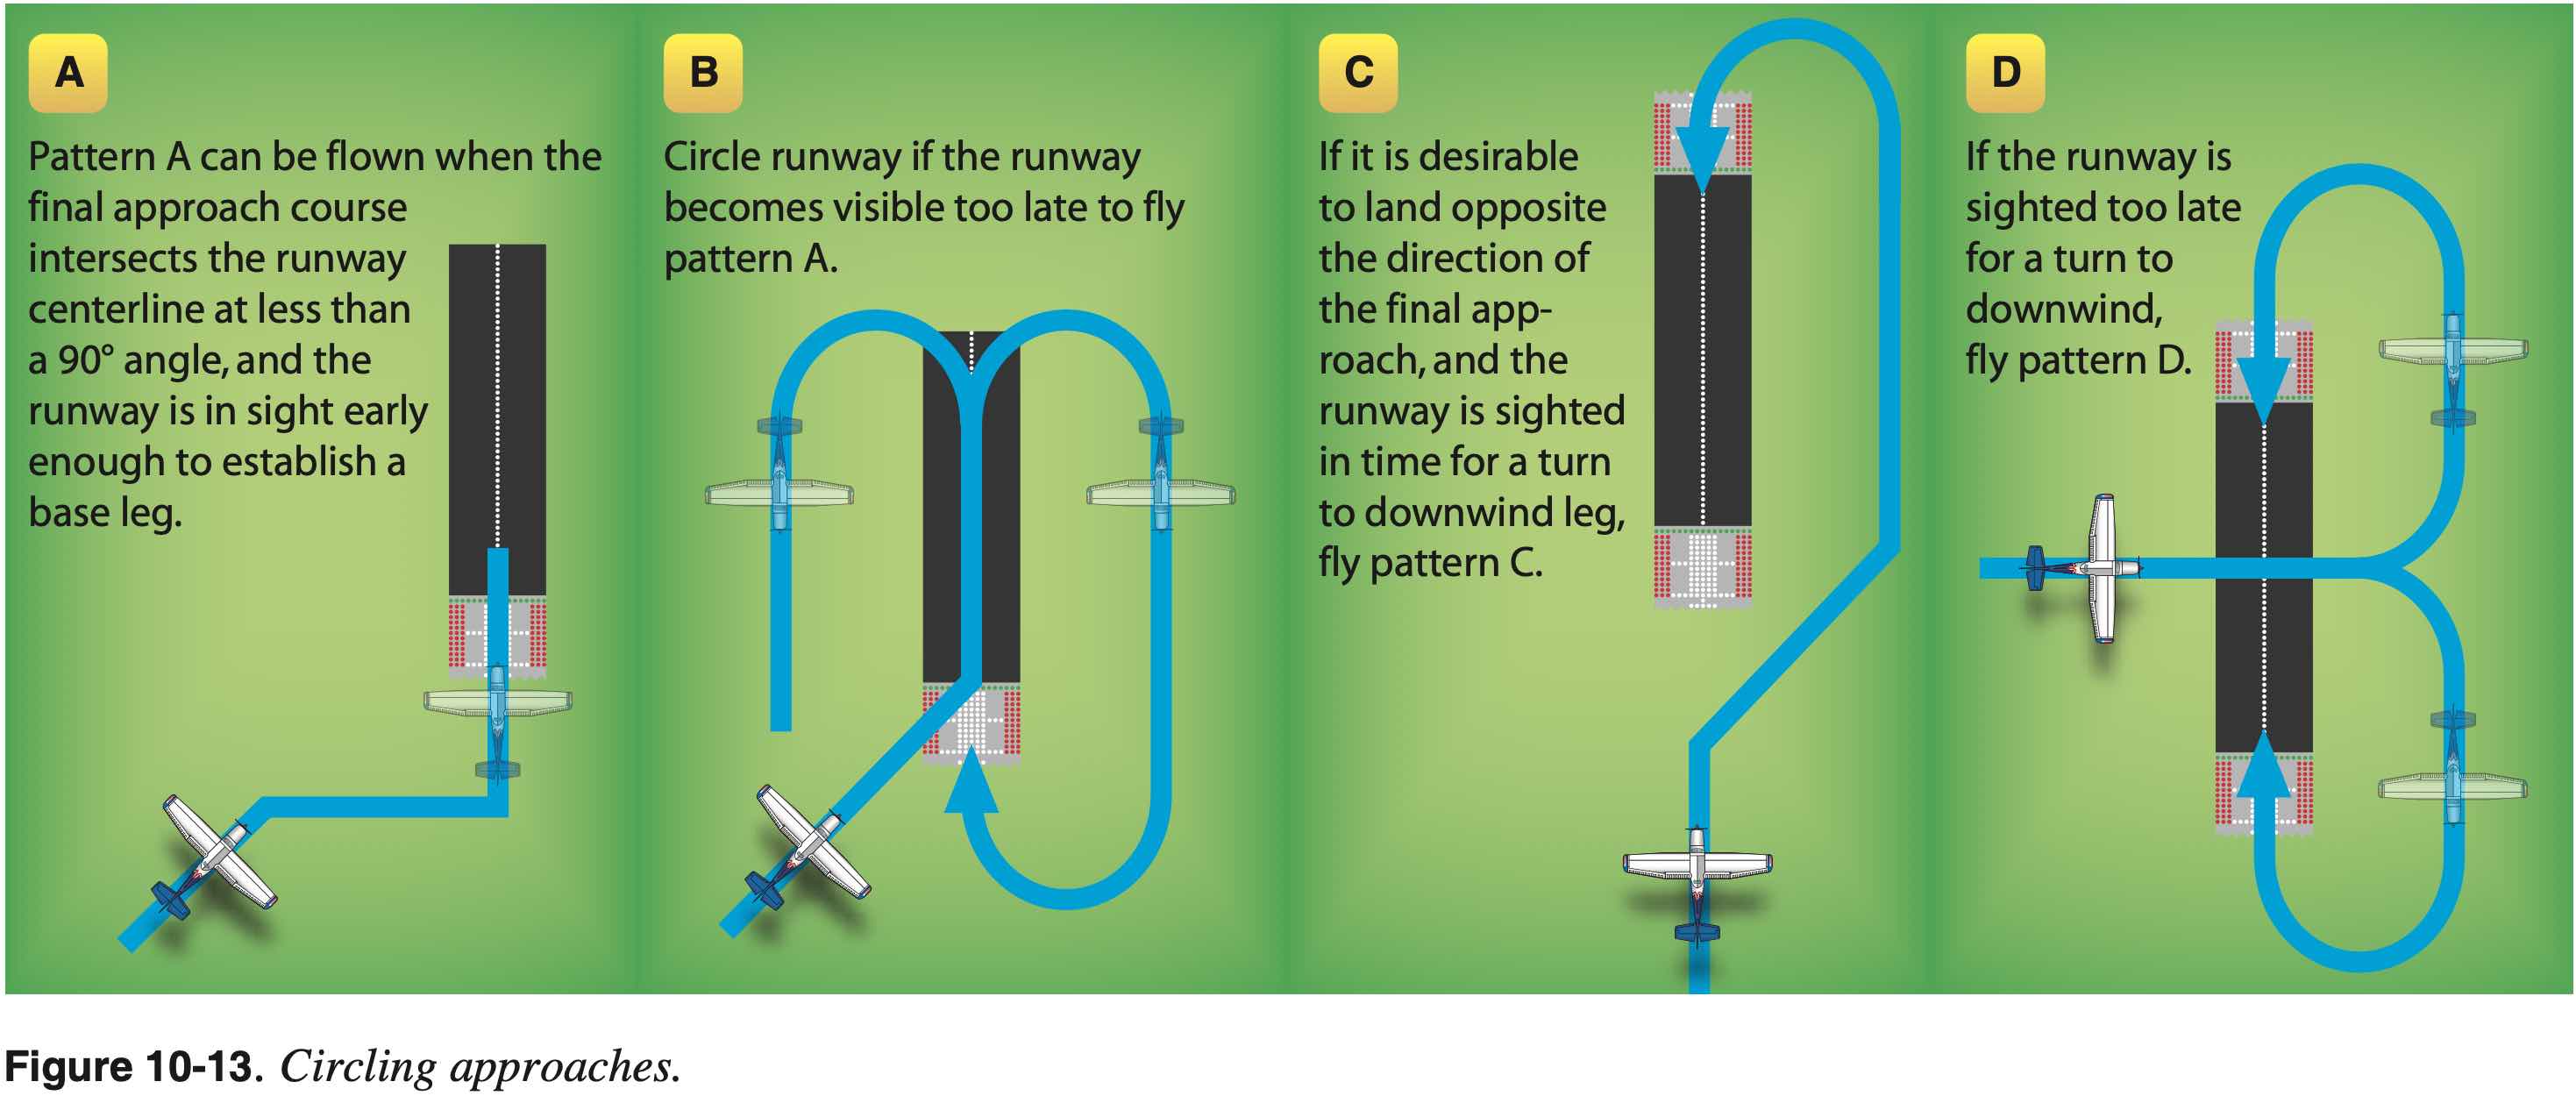 A
Pattern A can be flown when the
final approach course
intersects the runway
centerline at less than
a 90° angle, and the
runway is in sight early
enough to establish a
base leg.
B
Circle runway if the runway
becomes visible too late to fly
pattern A.
C
If it is desirable
to land opposite
the direction of
the final app-
roach, and the
runway is sighted
in time for a turn
to downwind leg,
fly pattern C.
D
If the runway is
sighted too late
for a turn to
downwind,
fly pattern D.
Figure 10-13. Circling approaches.